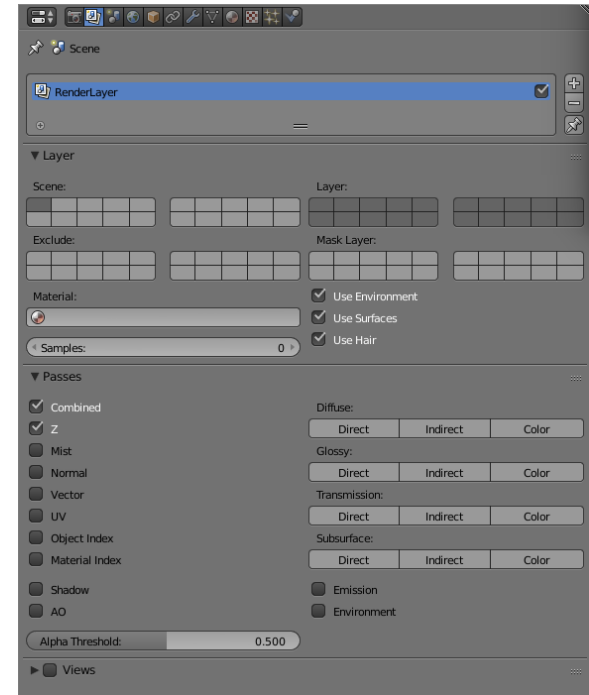 Scene
RenderLayer
Layer
Scene:
Layer:
Exclude:
Mask Layer:
Material:
Use Environment
Use Surfaces
Samples: 0
Use Hair
Passes
Combined
Diffuse:
Z
Direct Indirect Color
Mist
Glossy:
Normal
Direct Indirect Color
Vector
Transmission:
UV
Direct Indirect Color
Object Index
Subsurface:
Material Index
Direct Indirect Color
Shadow
Emission
AO
Environment
Alpha Threshold: 0.500
Views